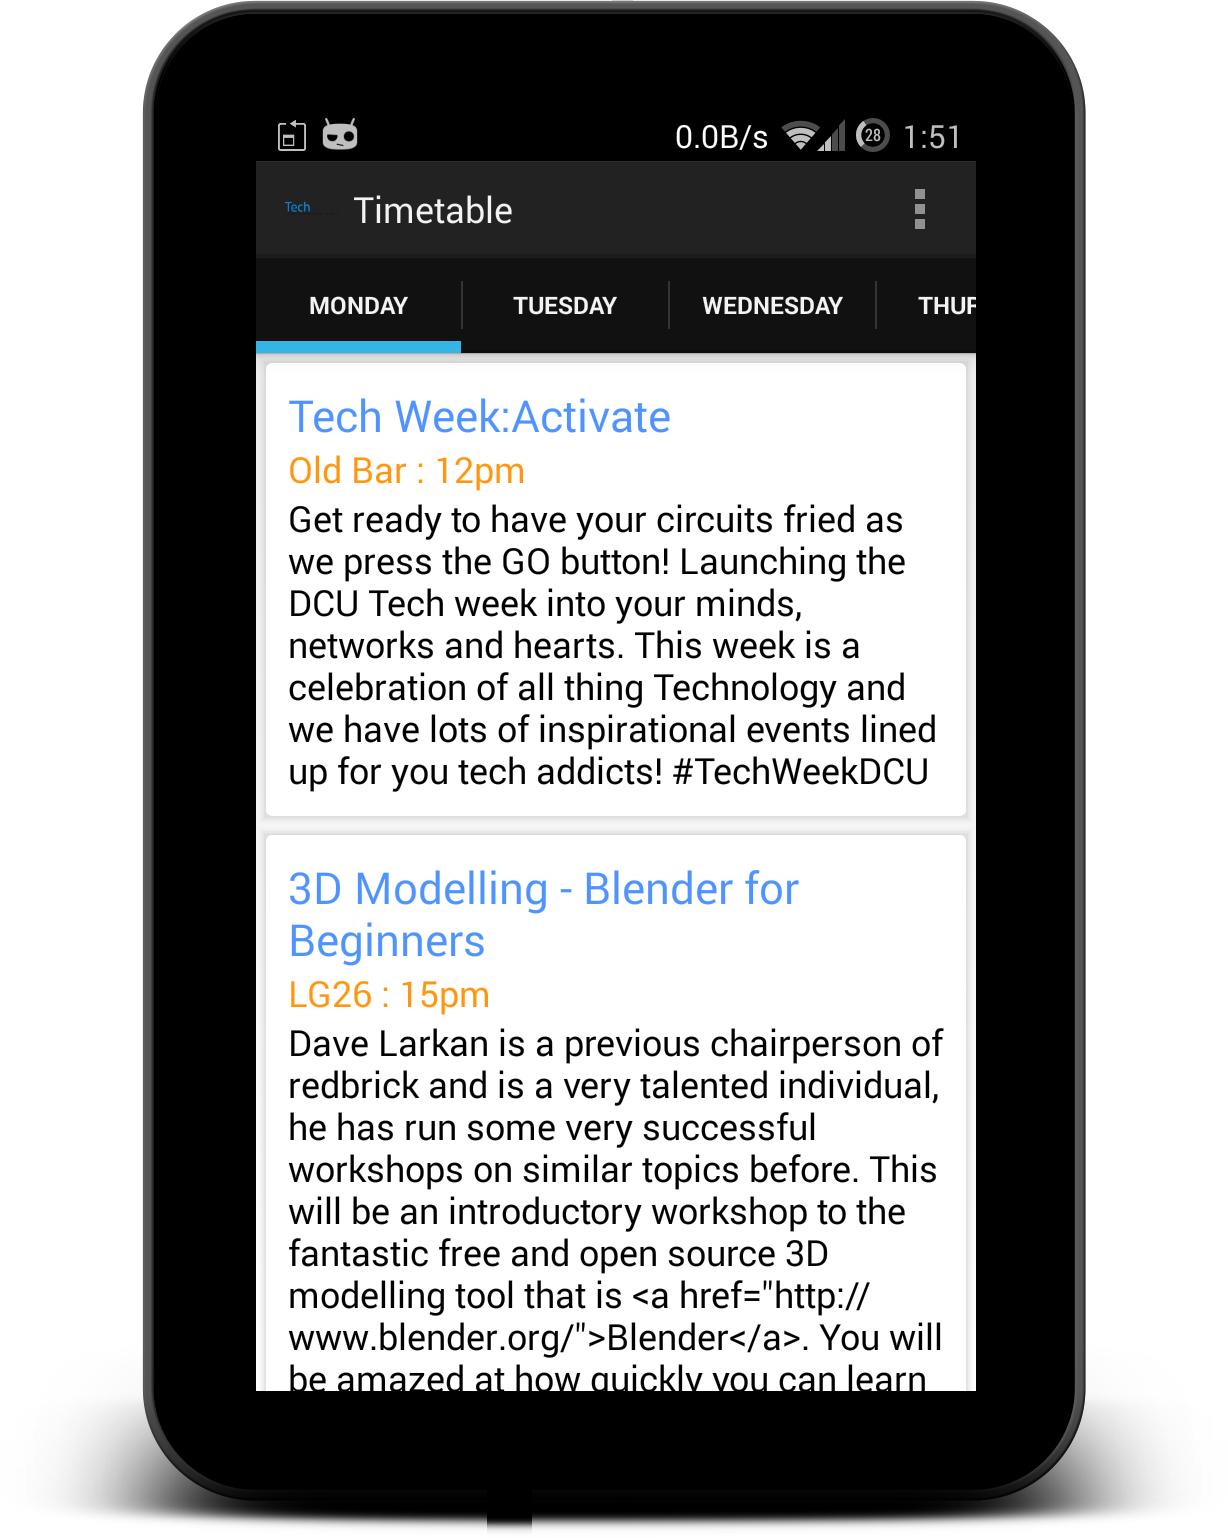 0.0B/s 28 1:51
Tech Timetable
MONDAY TUESDAY WEDNESDAY THUR
Tech Week:Activate
Old Bar : 12pm
Get ready to have your circuits fried as
we press the GO button! Launching the
DCU Tech week into your minds,
networks and hearts. This week is a
celebration of all thing Technology and
we have lots of inspirational events lined
up for you tech addicts! #TechWeekDCU
3D Modelling - Blender for
Beginners
LG26 : 15pm
Dave Larkan is a previous chairperson of
redbrick and is a very talented individual,
he has run some very successful
workshops on similar topics before. This
will be an introductory workshop to the
fantastic free and open source 3D
modelling tool that is <a href="http://
www.blender.org/">Blender</a>. You will
be amazed at how quickly you can learn